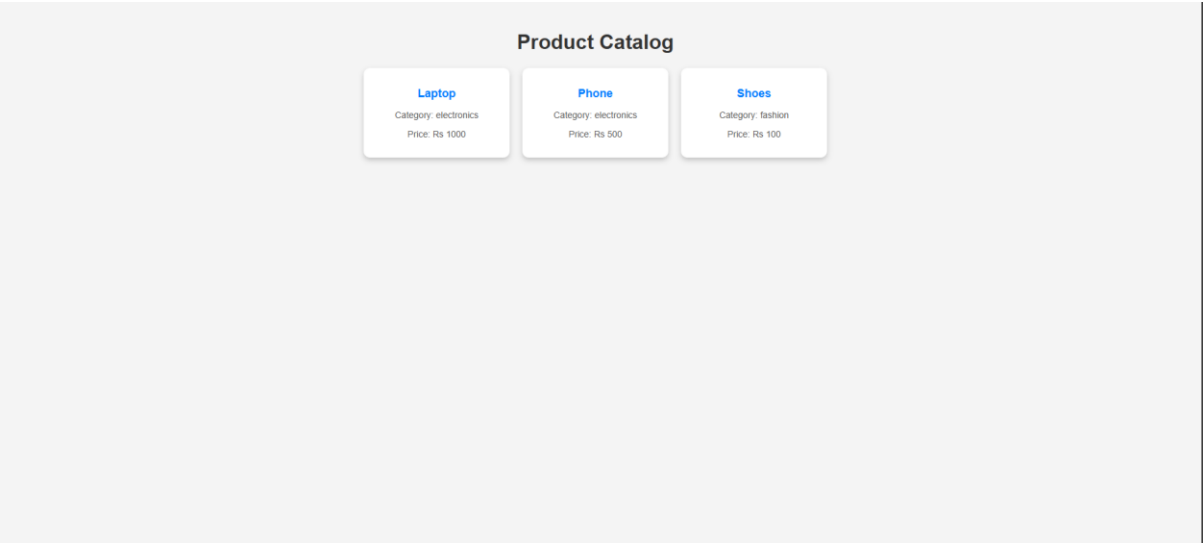 Product Catalog
Laptop
Category: electronics
Price: Rs 1000
Phone
Category: electronics
Price: Rs 500
Shoes
Category: fashion
Price: Rs 100